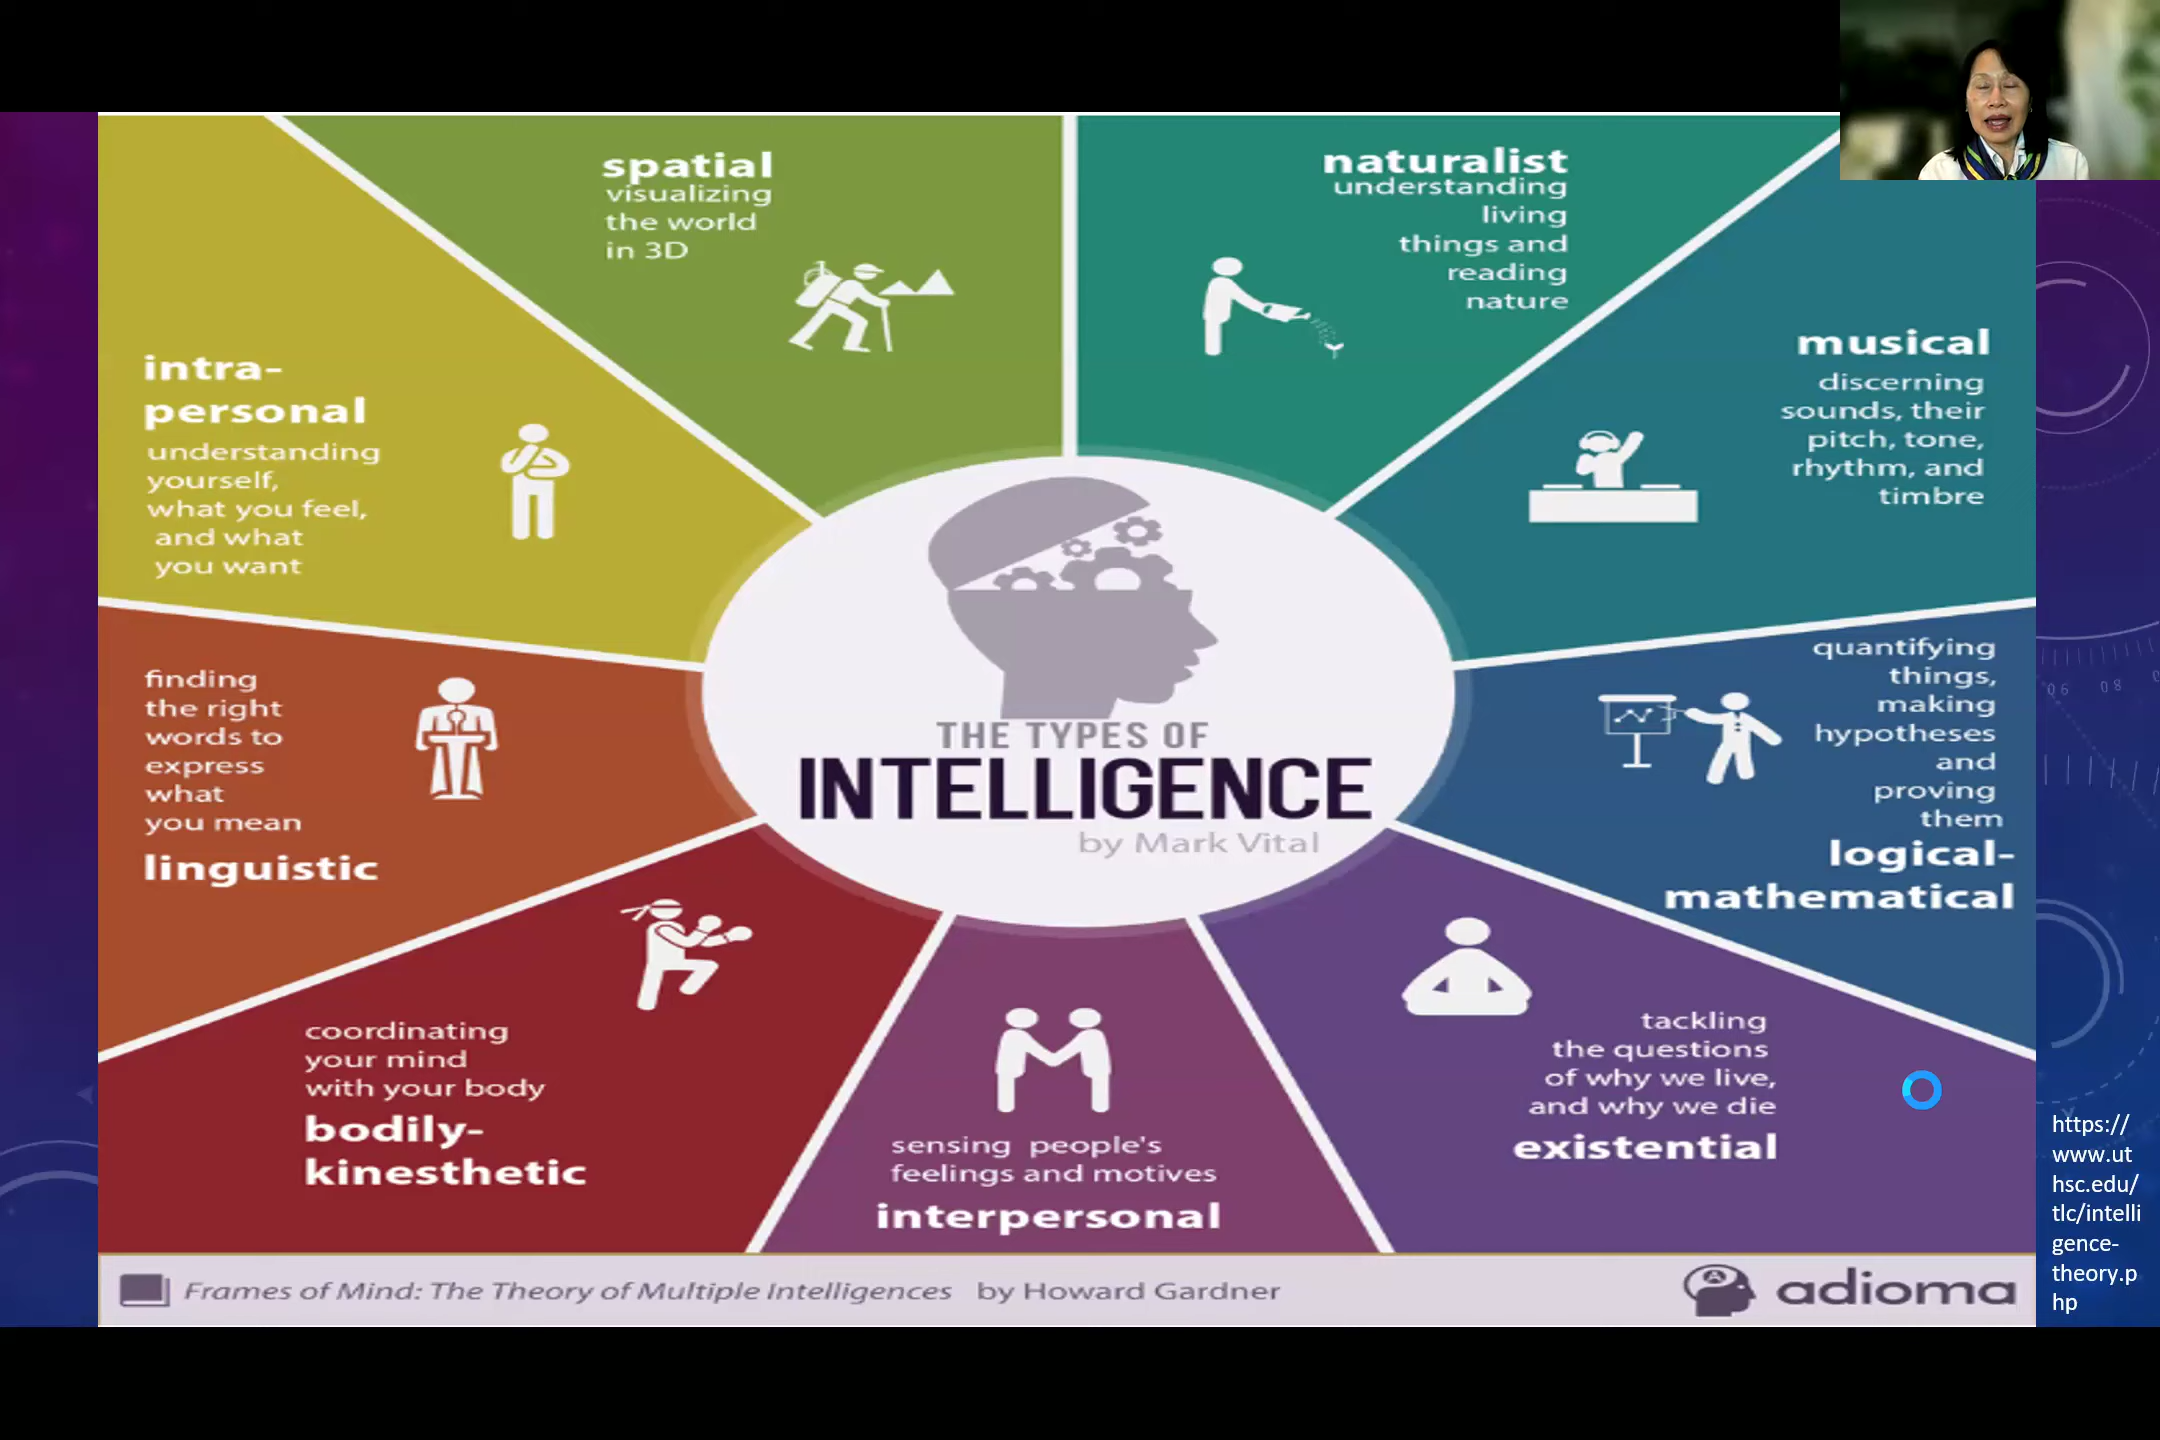 spatial
visualizing
the world
in 3D
naturalist
understanding
living
things and
reading
nature
musical
discerning
sounds, their
pitch, tone,
rhythm, and
timbre
intra-
personal
understanding
yourself,
what you feel,
and what
you want
finding
the right
words to
express
what
you mean
linguistic
THE TYPES OF
INTELLIGENCE
by Mark Vital
quantifying
things,
making
hypotheses
and
proving
them
logical-
mathematical
coordinating
your mind
with your body
bodily-
kinesthetic
sensing people's
feelings and motives
interpersonal
tackling
the questions
of why we live,
and why we die
existential
https://
www.ut
hsc.edu/
tlc/intelli
gence-
theory.p
hp
Frames of Mind: The Theory of Multiple Intelligences by Howard Gardner
adioma